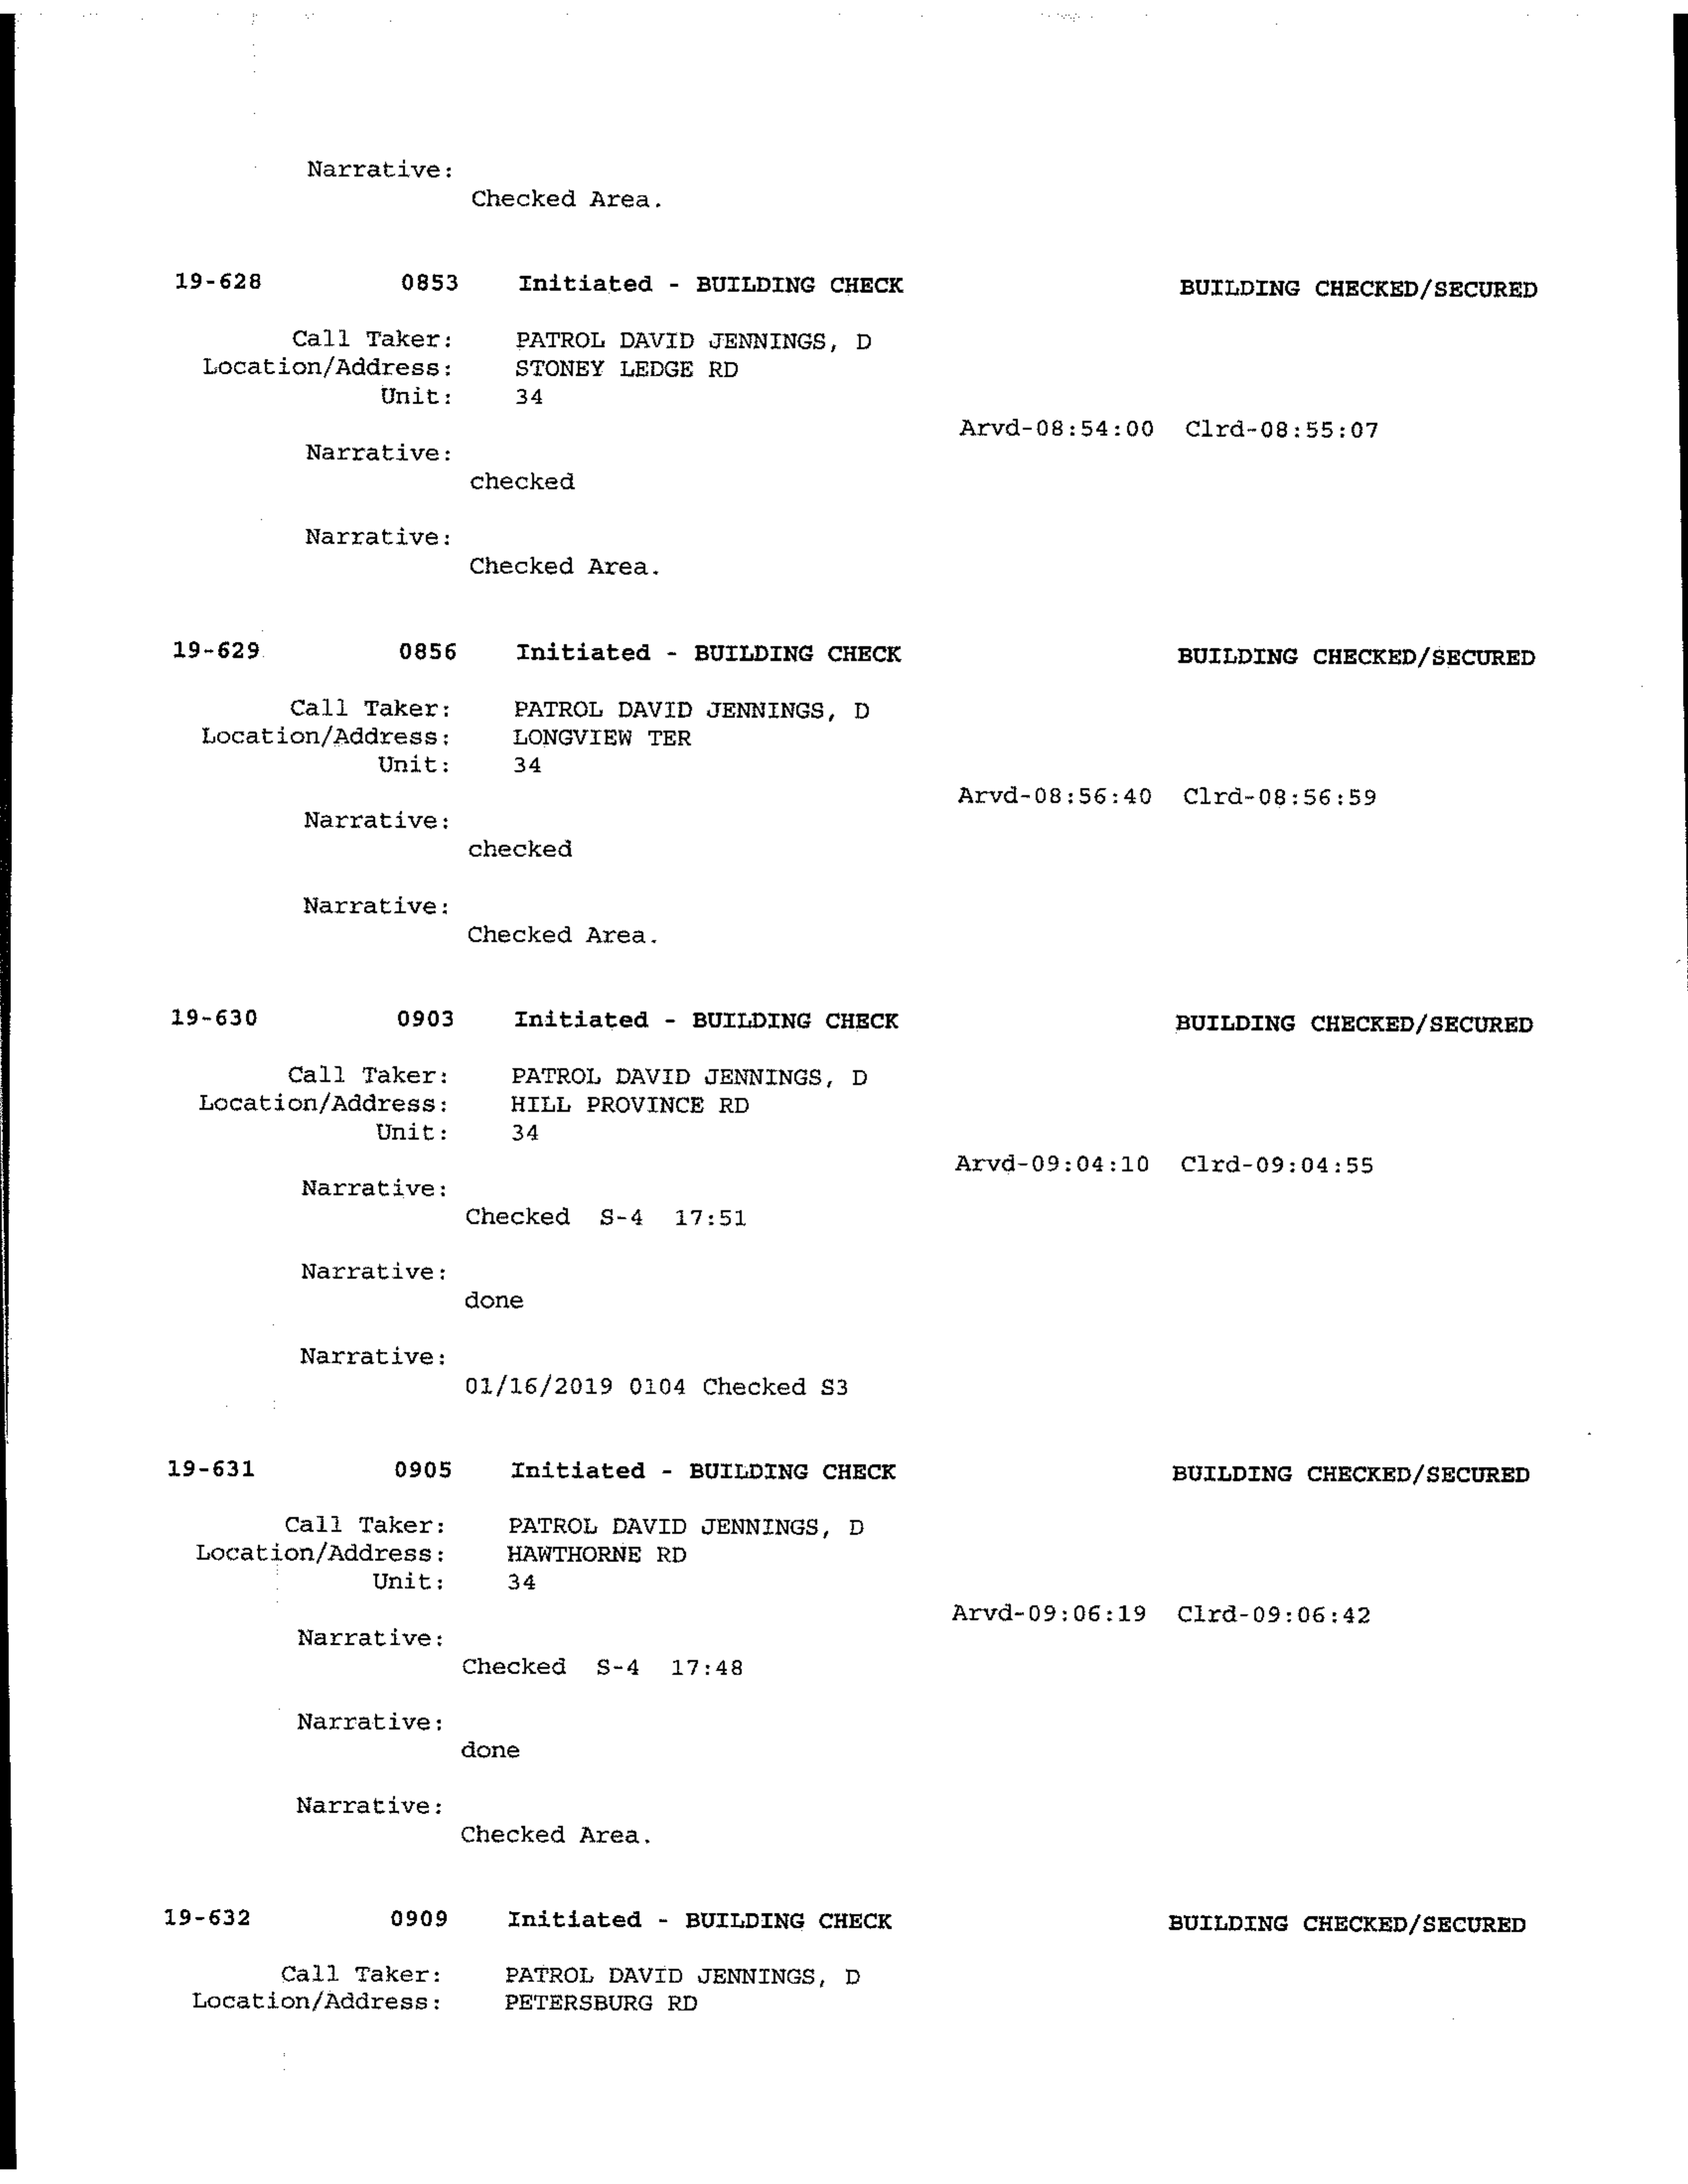 Narrative:
Checked Area.
19-628 0853 Initiated - BUILDING CHECK BUILDING CHECKED/SECURED
Call Taker: PATROL DAVID JENNINGS, D
Location/Address: STONEY LEDGE RD
Unit: 34
Arvd-08:54:00 Clrd-08:55:07
Narrative:
checked
Narrative:
Checked Area.
19-629 0856 Initiated - BUILDING CHECK BUILDING CHECKED/SECURED
Call Taker: PATROL DAVID JENNINGS, D
Location/Address: LONGVIEW TER
Unit: 34
Arvd-08:56:40 Clrd-08:56:59
Narrative:
checked
Narrative:
Checked Area.
19-630 0903 Initiated - BUILDING CHECK BUILDING CHECKED/SECURED
Call Taker: PATROL DAVID JENNINGS, D
Location/Address: HILL PROVINCE RD
Unit: 34
Arvd-09:04:10 Clrd-09:04:55
Narrative:
Checked S-4 17:51
Narrative:
done
Narrative:
01/16/2019 0104 Checked S3
19-631 0905 Initiated - BUILDING CHECK BUILDING CHECKED/SECURED
Call Taker: PATROL DAVID JENNINGS, D
Location/Address: HAWTHORNE RD
Unit: 34
Arvd-09:06:19 Clrd-09:06:42
Narrative:
Checked S-4 17:48
Narrative:
done
Narrative:
Checked Area.
19-632 0909 Initiated - BUILDING CHECK BUILDING CHECKED/SECURED
Call Taker: PATROL DAVID JENNINGS, D
Location/Address: PETERSBURG RD